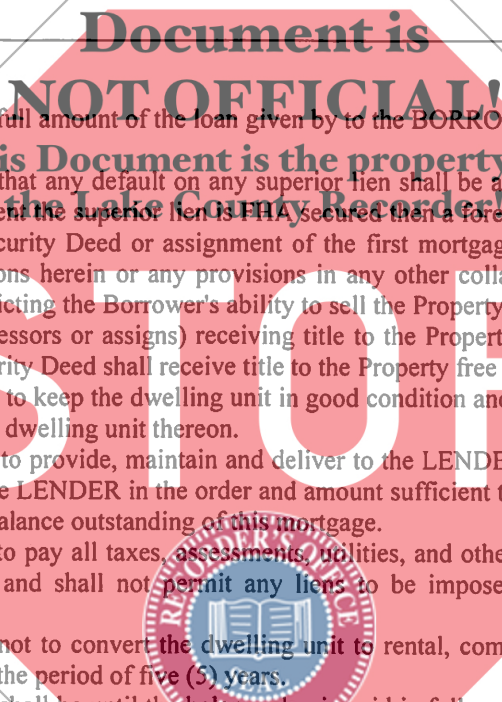 Document is
NOT OFFICIAL!
full amount of the loan given by to the BORRO
is Document is the property
that any default on any superior lien shall be a
the Lake County Recorder!
ent the superior lien is FHA secured then a fore
curity Deed or assignment of the first mortgag
ons herein or any provisions in any other colla
icting the Borrower's ability to sell the Property
essors or assigns) receiving title to the Propert
rity Deed shall receive title to the Property free
STOP
to keep the dwelling unit in good condition and
dwelling unit thereon.
to provide, maintain and deliver to the LENDE
e LENDER in the order and amount sufficient t
alance outstanding of this mortgage.
to pay all taxes, assessments, utilities, and othe
and shall not permit any liens to be impose
RECORDER'S OFFICE
SEAL
not to convert the dwelling unit to rental, com
the period of five (5) years.